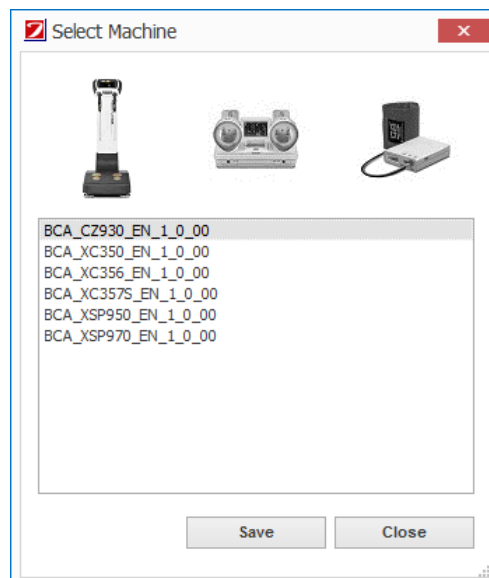 Select Machine
BCA_CZ930_EN_1_0_00
BCA_XC350_EN_1_0_00
BCA_XC356_EN_1_0_00
BCA_XC357S_EN_1_0_00
BCA_XSP950_EN_1_0_00
BCA_XSP970_EN_1_0_00
Save
Close